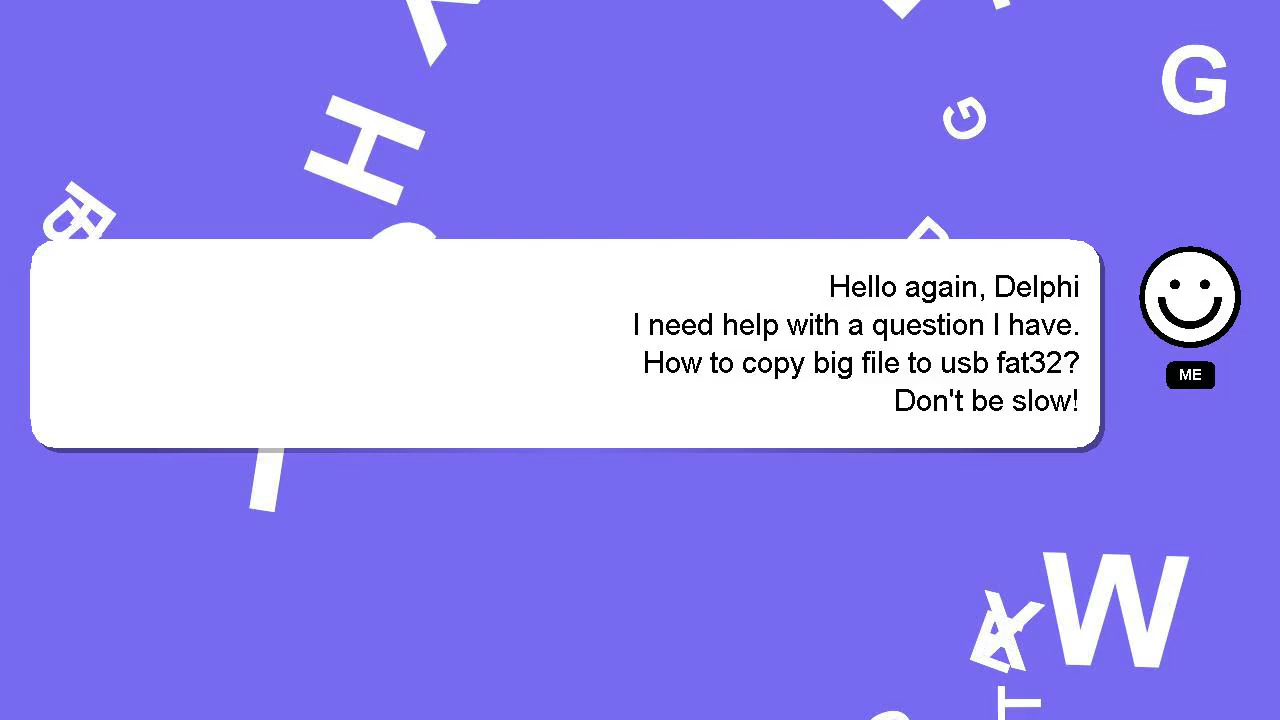 G
G
H
R
Hello again, Delphi
I need help with a question I have.
How to copy big file to usb fat32?
Don't be slow!
ME
W
T